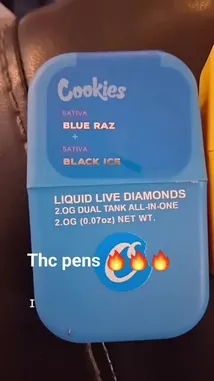 Cookies
SATIVA
BLUE RAZ
+
SATIVA
BLACK ICE
LIQUID LIVE DIAMONDS
2.0G DUAL TANK ALL-IN-ONE
2.0G (0.07oz) NET WT.
C
Thc pens 🔥🔥🔥
I